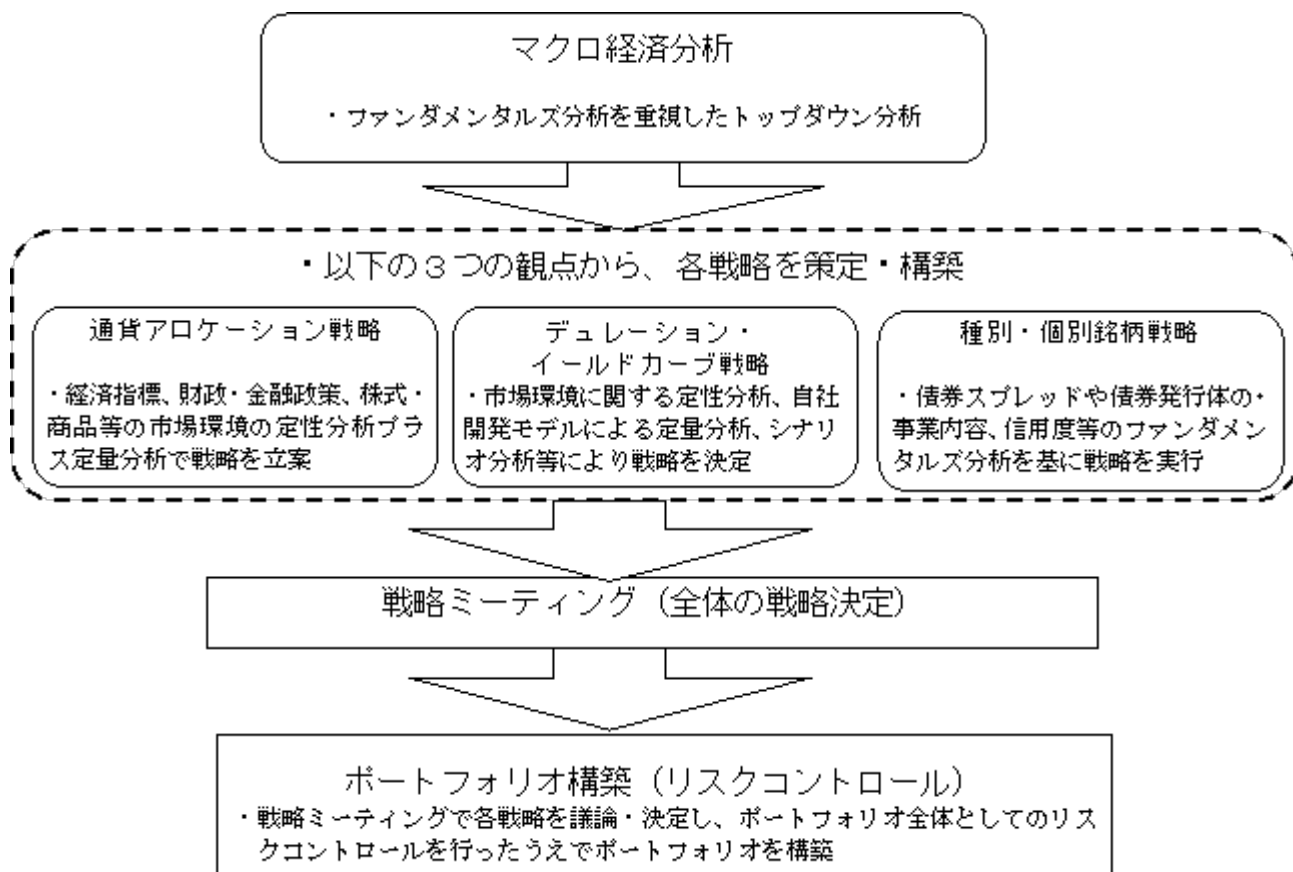 マクロ経済分析
・ファンダメンタルズ分析を重視したトップダウン分析
・以下の３つの観点から、各戦略を策定・構築
通貨アロケーション戦略
・経済指標、財政・金融政策、株式・
商品等の市場環境の定性分析プラ
ス定量分析で戦略を立案
デュレーション・
イールドカーブ戦略
・市場環境に関する定性分析、自社
開発モデルによる定量分析、シナリ
オ分析等により戦略を決定
種別・個別銘柄戦略
・債券スプレッドや債券発行体の・
事業内容、信用度等のファンダメン
タルズ分析を基に戦略を実行
戦略ミーティング（全体の戦略決定）
ポートフォリオ構築（リスクコントロール）
・戦略ミーティングで各戦略を議論・決定し、ポートフォリオ全体としてのリス
クコントロールを行ったうえでポートフォリオを構築